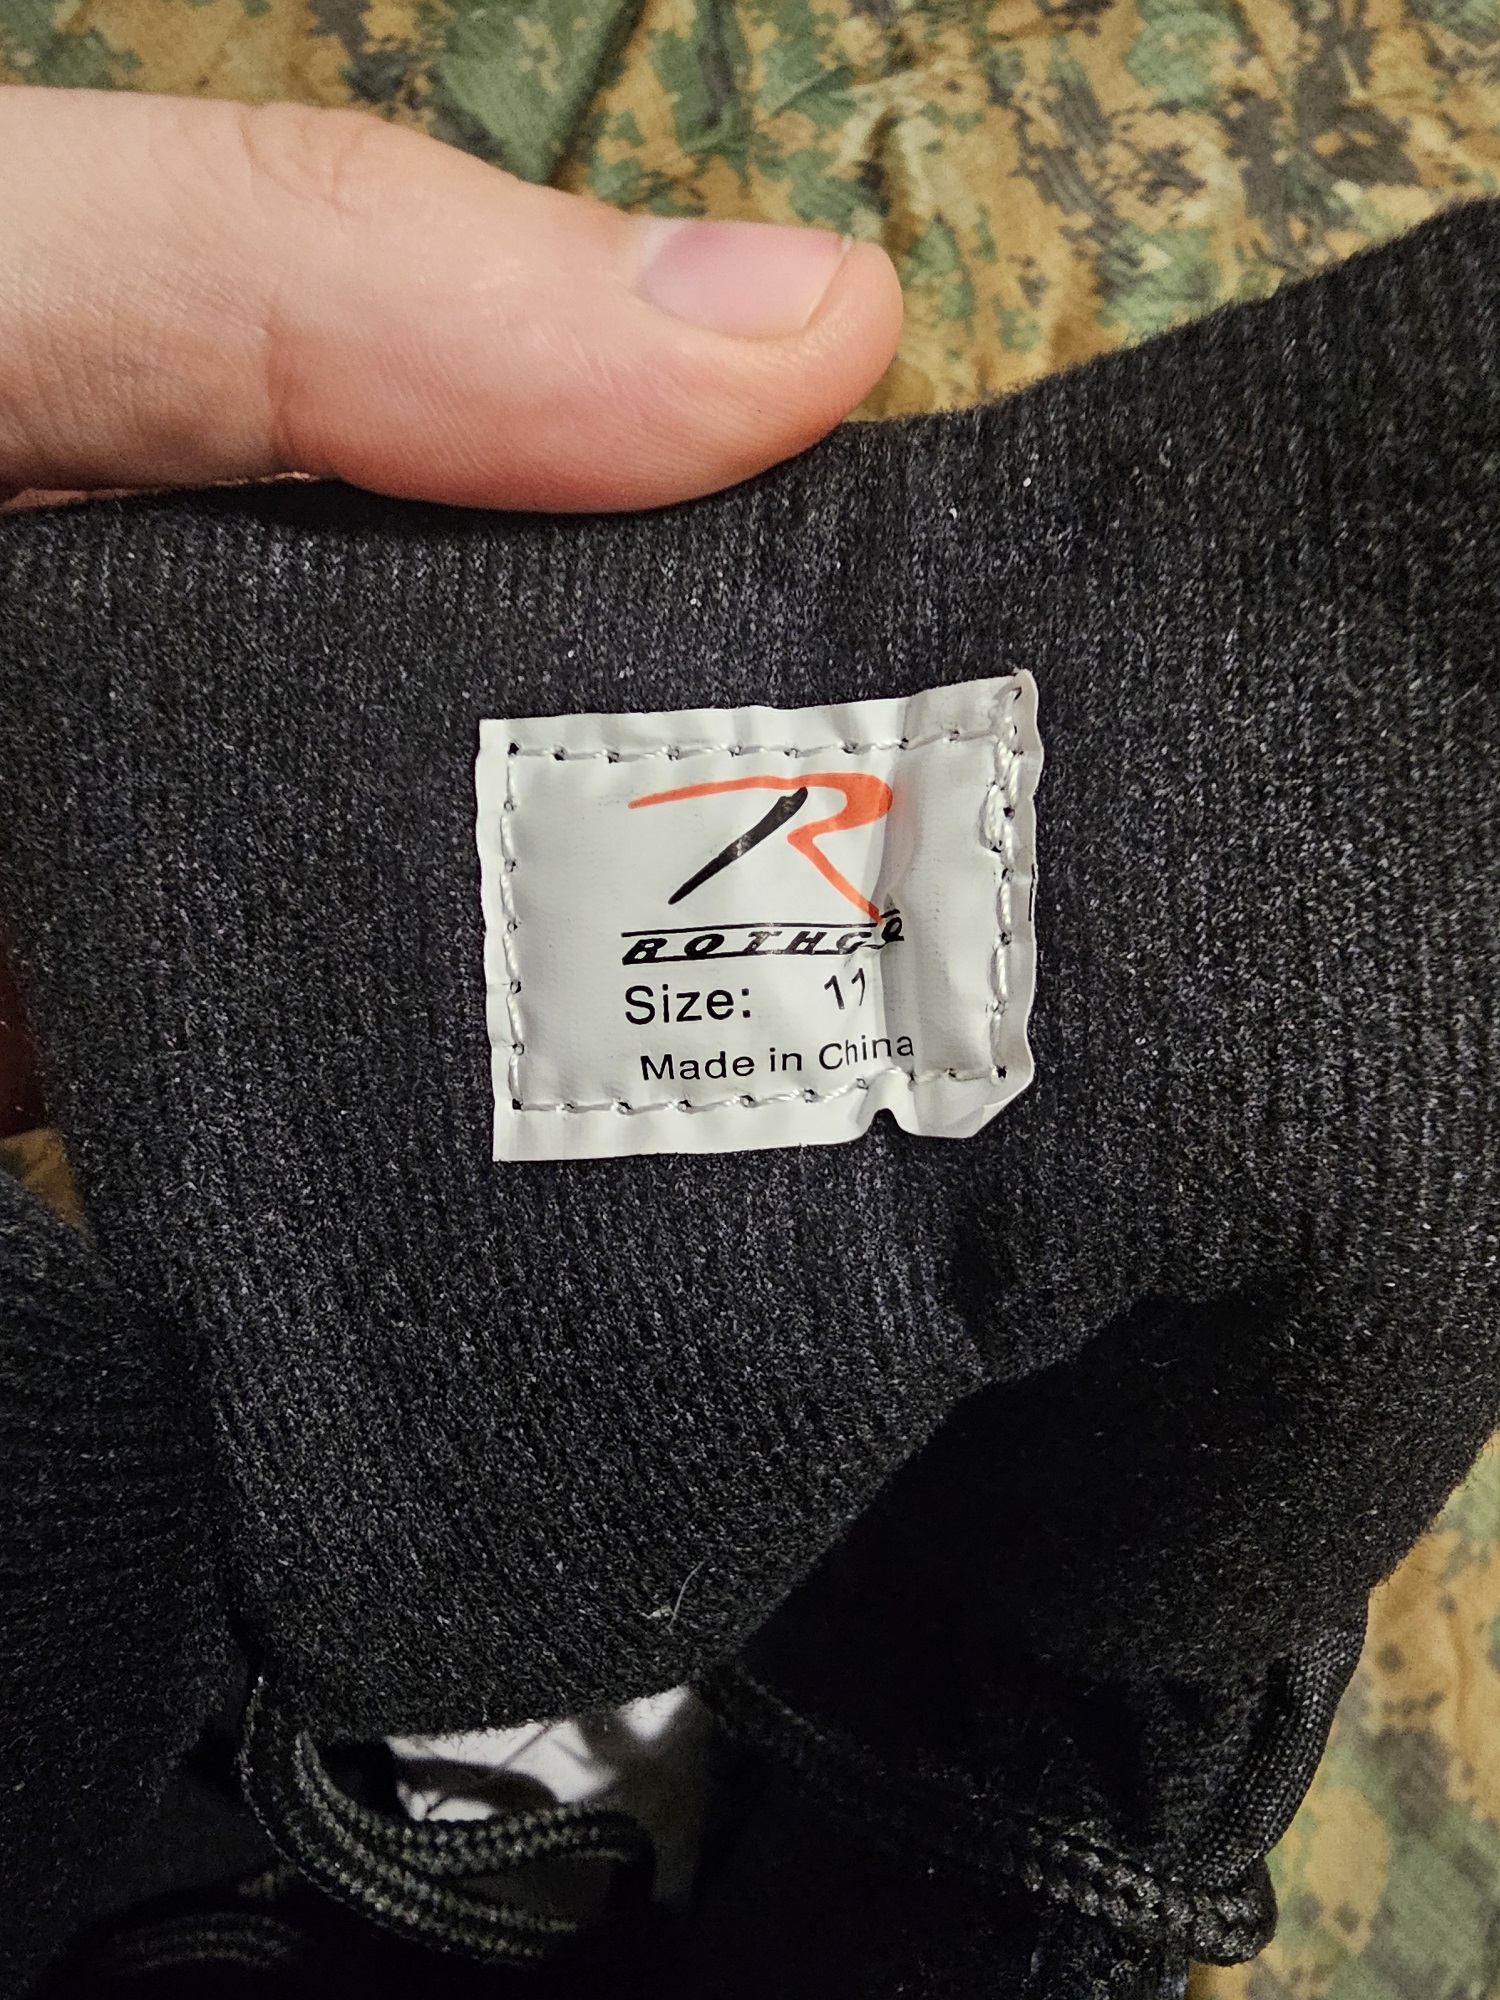 R
ROTHCO
Size: 11
Made in China